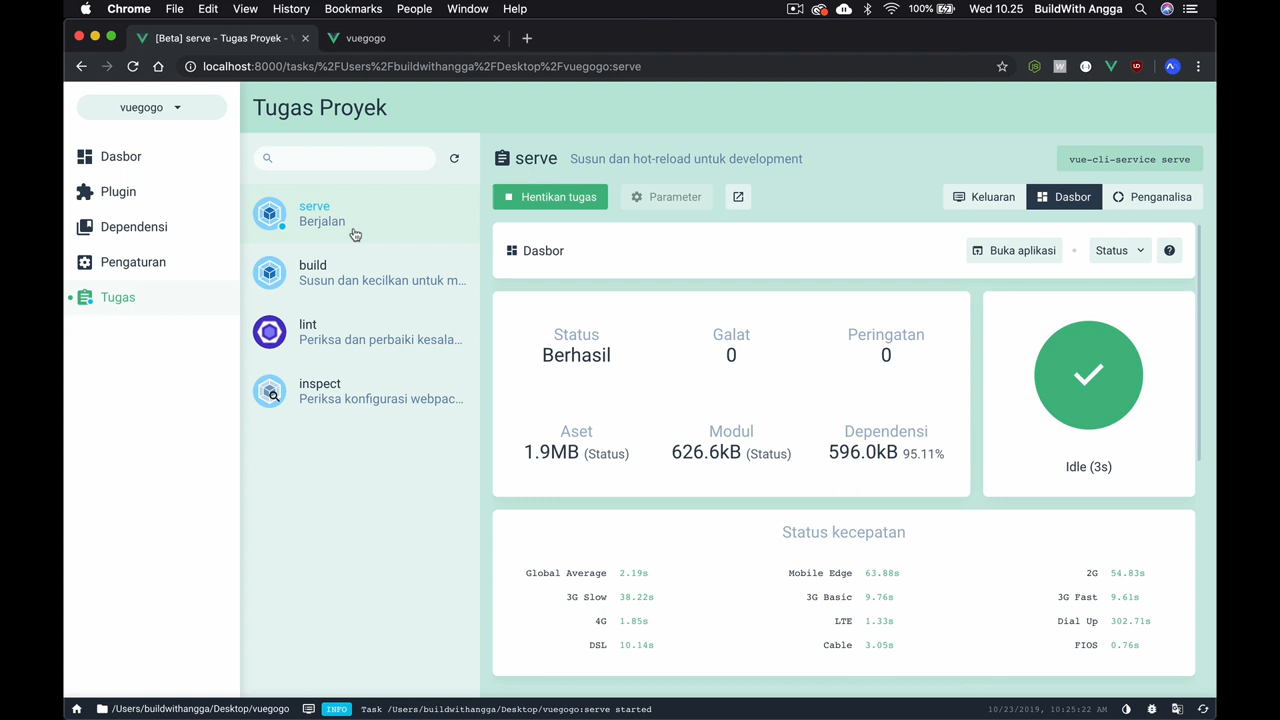 Chrome File Edit View History Bookmarks People Window Help 100% Wed 10.25 BuildWith Angga
[Beta] serve - Tugas Proyek - vuegogo
localhost:8000/tasks/%2FUsers%2Fbuildwithangga%2FDesktop%2Fvuegogo:serve
vuegogo
Dasbor
Plugin
Dependensi
Pengaturan
Tugas
Tugas Proyek
serve
Berjalan
build
Susun dan kecilkan untuk m...
lint
Periksa dan perbaiki kesala...
inspect
Periksa konfigurasi webpac...
serve Susun dan hot-reload untuk development vue-cli-service serve
Hentikan tugas Parameter Keluaran Dasbor Penganalisa
Dasbor Buka aplikasi Status
Status Galat Peringatan
Berhasil 0 0
Aset Modul Dependensi
1.9MB (Status) 626.6kB (Status) 596.0kB 95.11%
Idle (3s)
Status kecepatan
Global Average 2.19s Mobile Edge 63.88s 2G 54.83s
3G Slow 38.22s 3G Basic 9.76s 3G Fast 9.61s
4G 1.85s LTE 1.33s Dial Up 302.71s
DSL 10.14s Cable 3.05s FIOS 0.76s
/Users/buildwithangga/Desktop/vuegogo INFO Task /Users/buildwithangga/Desktop/vuegogo:serve started 10/23/2019, 10:25:22 AM